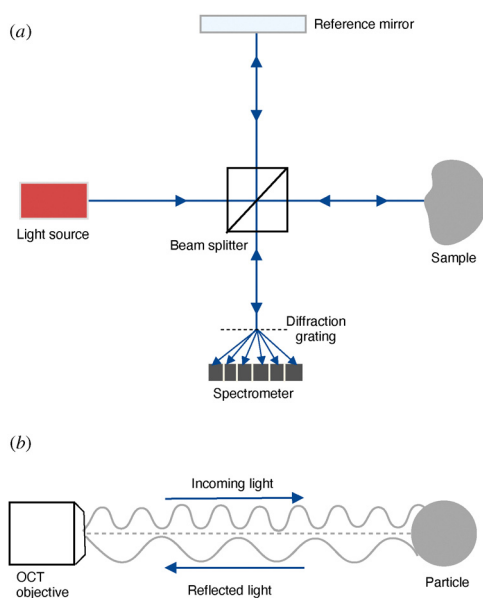 (a)
Reference mirror
Light source
Beam splitter
Sample
Diffraction
grating
Spectrometer
(b)
Incoming light
OCT
objective
Reflected light
Particle